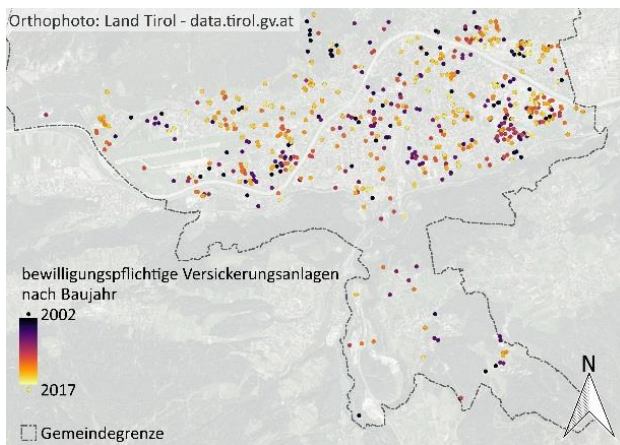 Orthophoto: Land Tirol - data.tirol.gv.at
bewilligungspflichtige Versickerungsanlagen
nach Baujahr
2002
2017
Gemeindegrenze
N